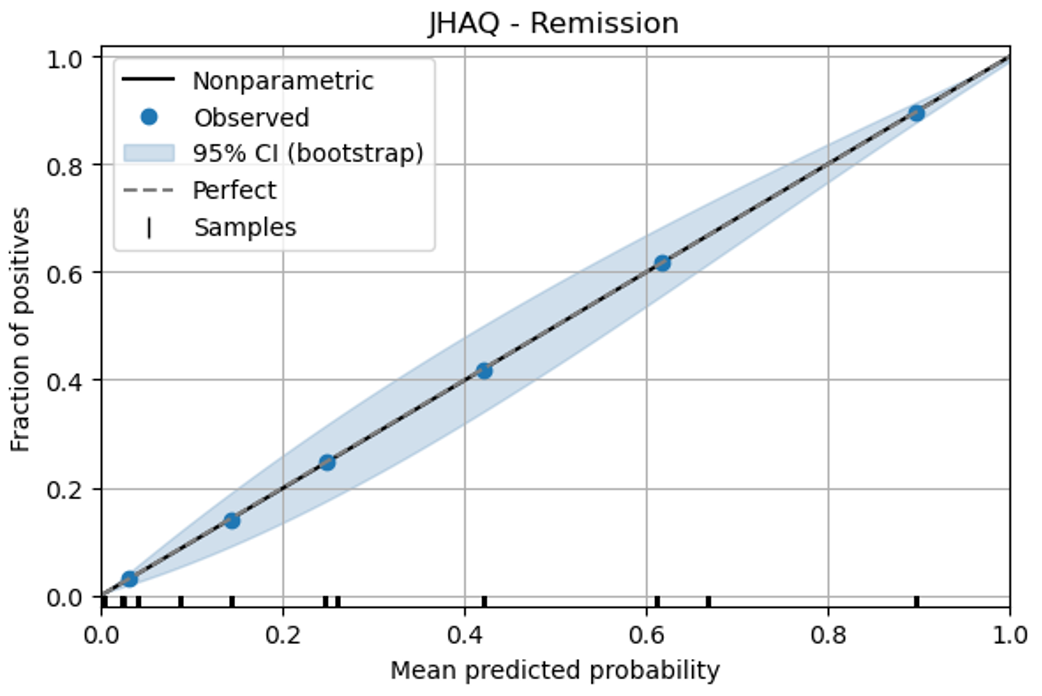 JHAQ - Remission
Nonparametric
Observed
95% CI (bootstrap)
Perfect
Samples
Fraction of positives
1.0
0.8
0.6
0.4
0.2
0.0
0.0 0.2 0.4 0.6 0.8 1.0
Mean predicted probability